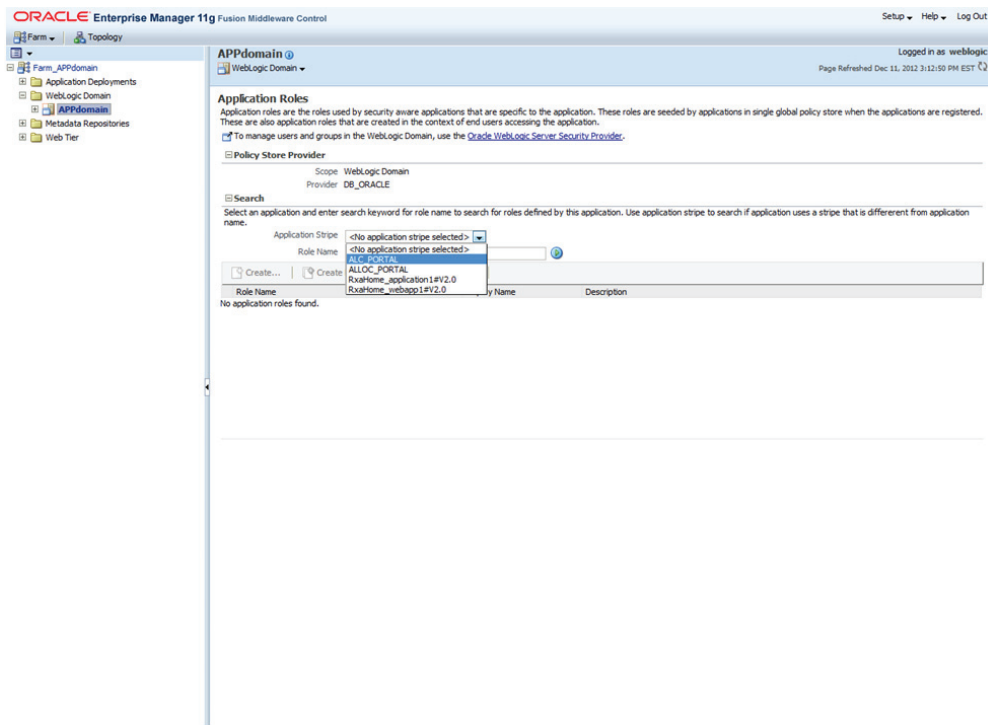 ORACLE Enterprise Manager 11g Fusion Middleware Control
Setup Help Log Out
Farm Topology
Farm_APPdomain
Application Deployments
WebLogic Domain
APPdomain
Metadata Repositories
Web Tier
APPdomain
Logged in as weblogic
WebLogic Domain
Page Refreshed Dec 11, 2012 3:12:50 PM EST
Application Roles
Application roles are the roles used by security aware applications that are specific to the application. These roles are seeded by applications in single global policy store when the applications are registered.
These are also application roles that are created in the context of end users accessing the application.
To manage users and groups in the WebLogic Domain, use the Oracle WebLogic Server Security Provider.
Policy Store Provider
Scope WebLogic Domain
Provider DB_ORACLE
Search
Select an application and enter search keyword for role name to search for roles defined by this application. Use application stripe to search if application uses a stripe that is differerent from application
name.
Application Stripe <No application stripe selected>
<No application stripe selected>
Role Name
ALC_PORTAL
ALLOC_PORTAL
Create... Create
RxaHome_application1#V2.0
RxaHome_webapp1#V2.0
Role Name y Name Description
No application roles found.